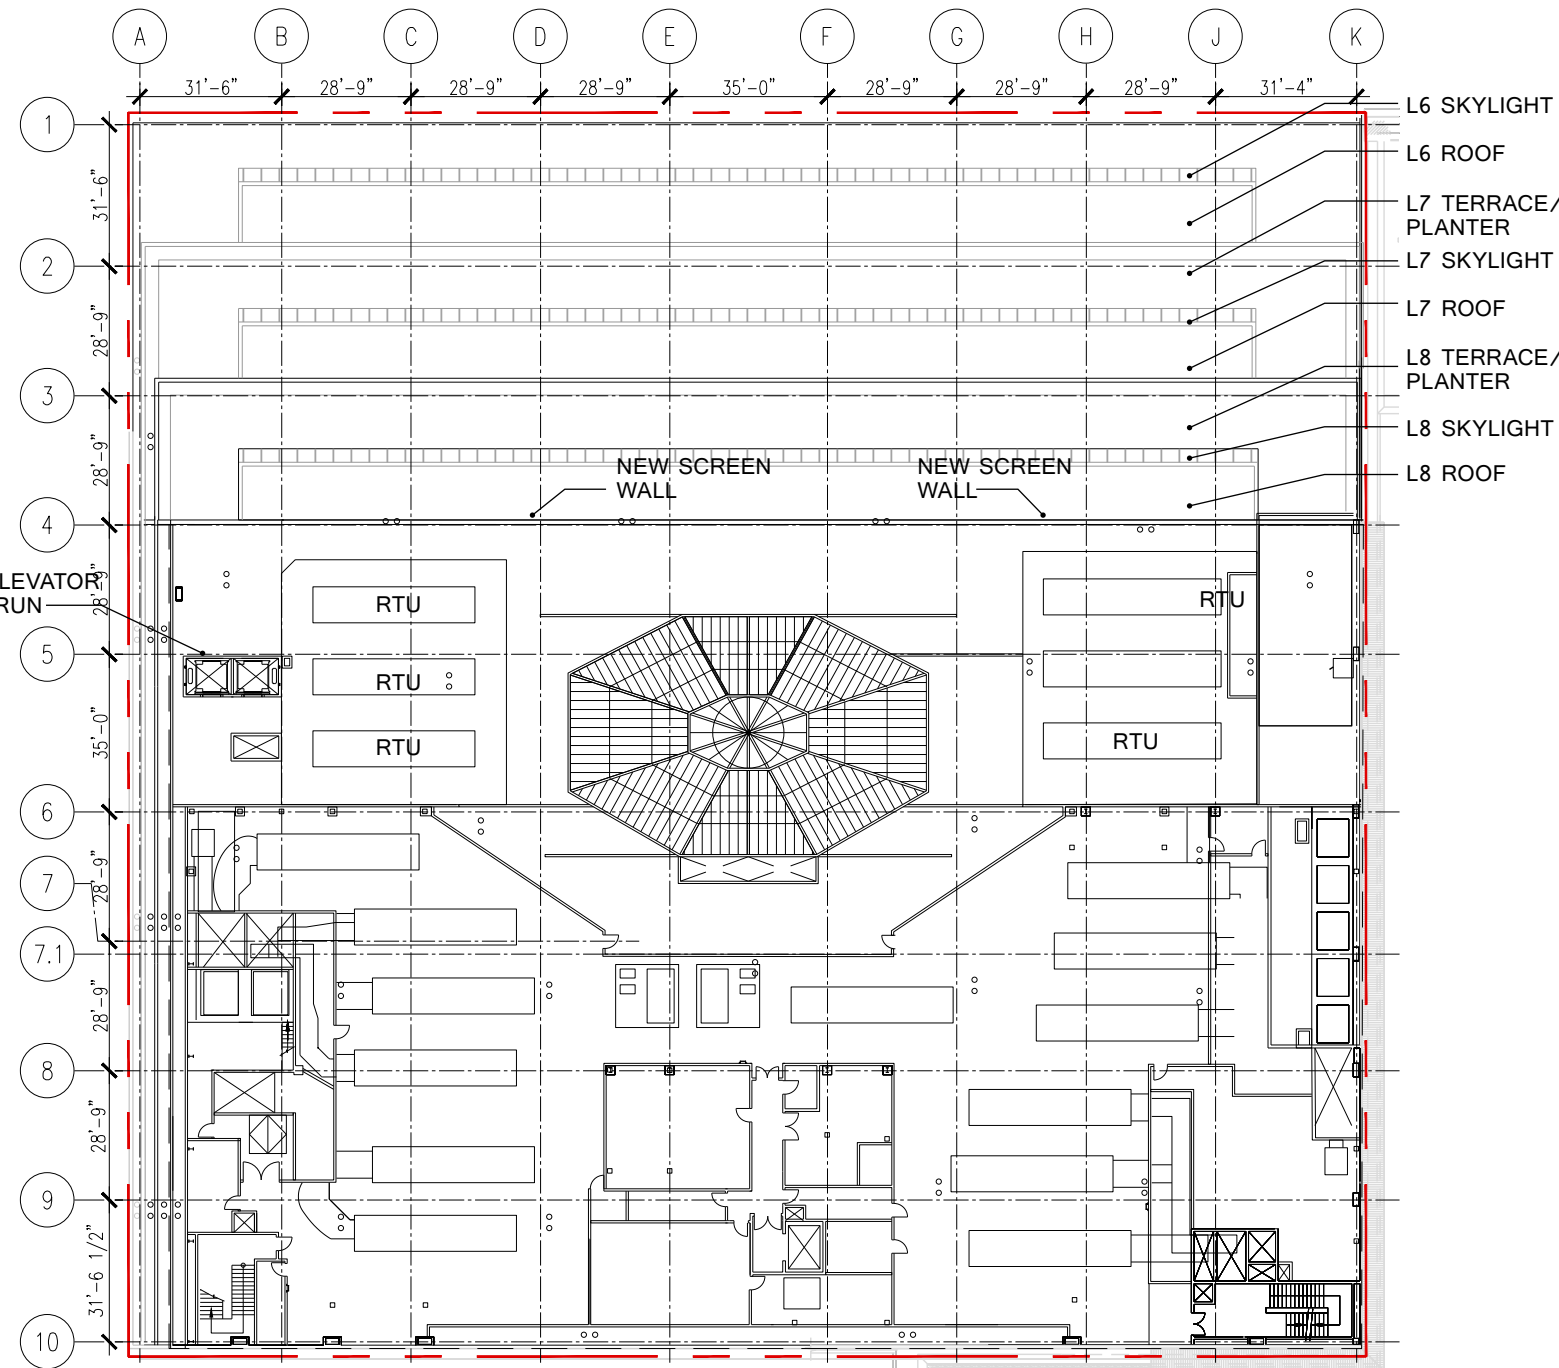 A B C D E F G H J K
31'-6" 28'-9" 28'-9" 28'-9" 35'-0" 28'-9" 28'-9" 28'-9" 31'-4"
1
L6 SKYLIGHT
L6 ROOF
31'-6"
L7 TERRACE/
PLANTER
2
L7 SKYLIGHT
L7 ROOF
28'-9"
L8 TERRACE/
PLANTER
3
L8 SKYLIGHT
28'-9"
NEW SCREEN
WALL
NEW SCREEN
WALL
L8 ROOF
4
LEVATOR
RUN
28'-9"
RTU
RTU
5
RTU
35'-0"
RTU
RTU
6
28'-9"
7
7.1
28'-9"
8
28'-9"
9
31'-6 1/2"
10